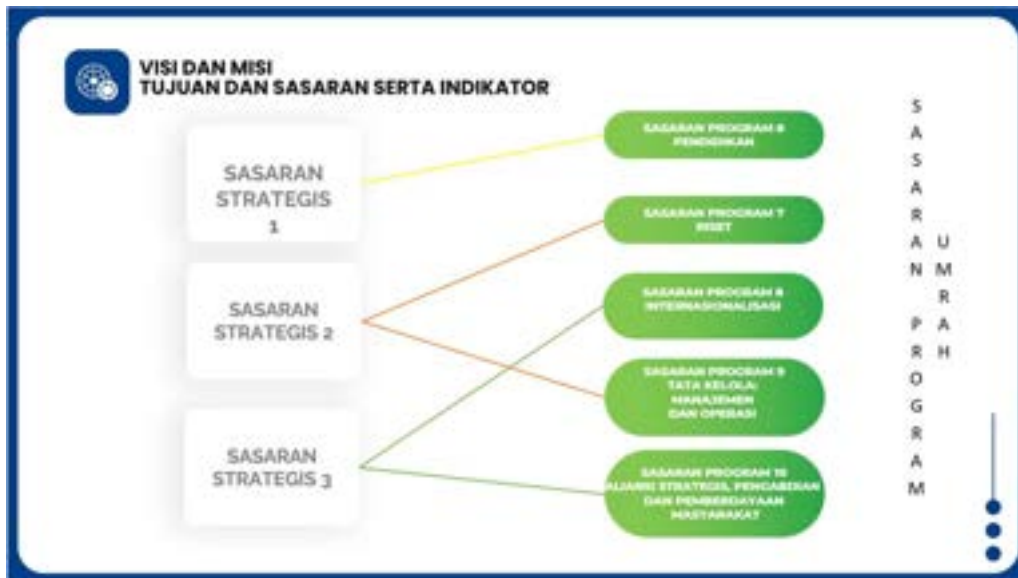 VISI DAN MISI
TUJUAN DAN SASARAN SERTA INDIKATOR
SASARAN
STRATEGIS
1
SASARAN
STRATEGIS 2
SASARAN
STRATEGIS 3
SASARAN PROGRAM
PENDIDIKAN
SASARAN PROGRAM 7
RISET
SASARAN PROGRAM 8
INTERNASIONALISASI
SASARAN PROGRAM 9
TATA KELOLA:
MANAJEMEN
DAN OPERASI
SASARAN PROGRAM 10
STRATEGIS, PENGABDIAN
DAN PEMBERDAYAAN
MASYARAKAT
SASARAN PROGRAM
UMRAH